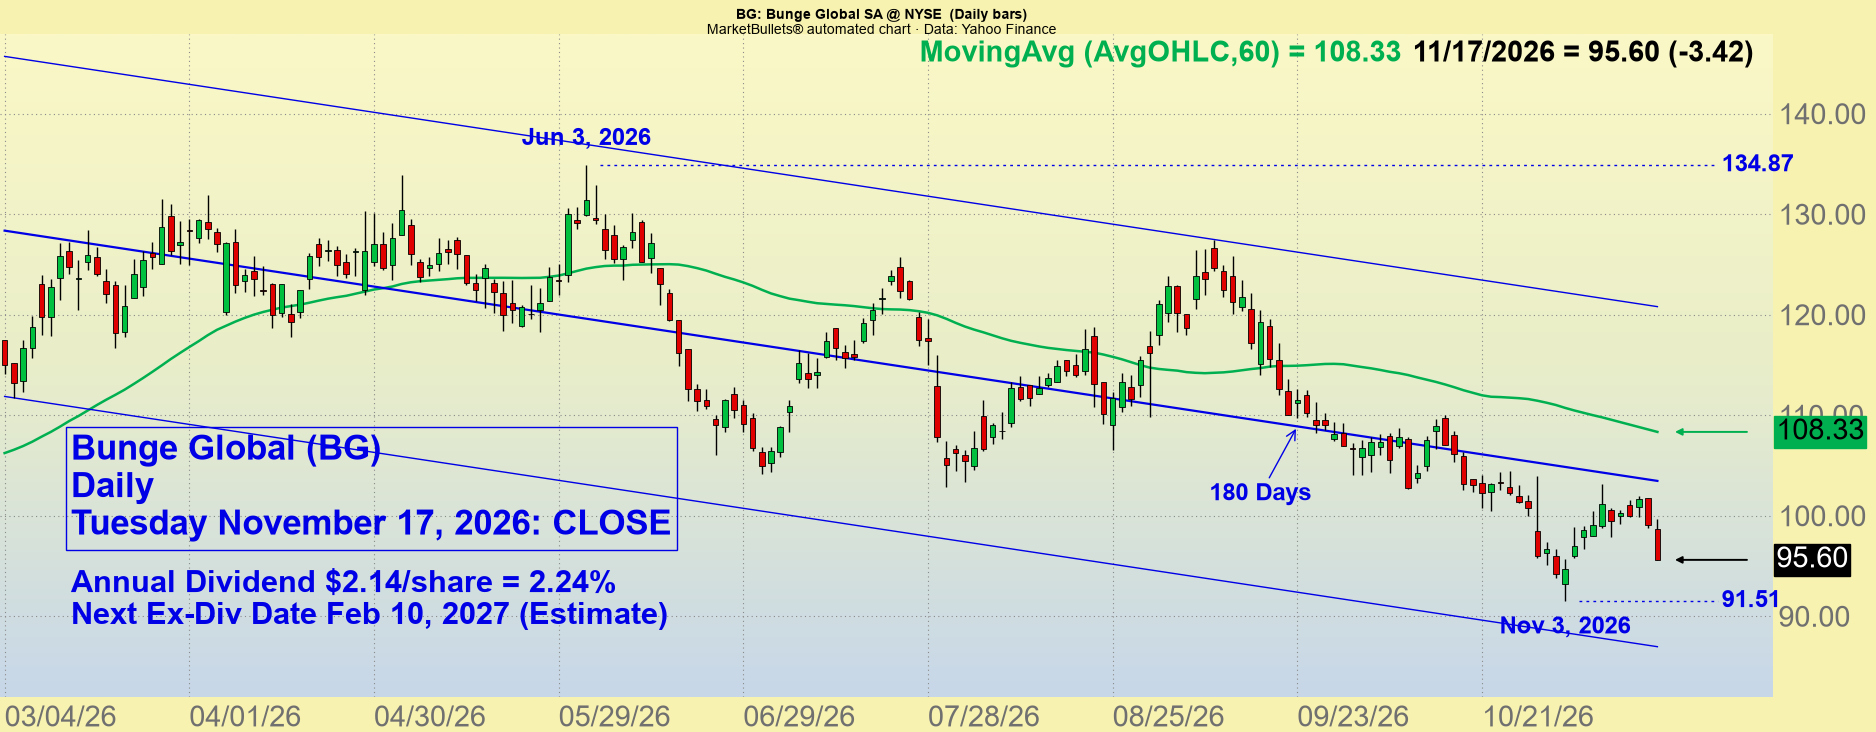 BG: Bunge Global SA @ NYSE (Daily bars)
MarketBullets® automated chart · Data: Yahoo Finance
MovingAvg (AvgOHLC,60) = 108.33 11/17/2026 = 95.60 (-3.42)
140.00
Jun 3, 2026
134.87
130.00
120.00
110.00
108.33
Bunge Global (BG)
Daily
Tuesday November 17, 2026: CLOSE
180 Days
100.00
95.60
Annual Dividend $2.14/share = 2.24%
Next Ex-Div Date Feb 10, 2027 (Estimate)
91.51
90.00
Nov 3, 2026
03/04/26 04/01/26 04/30/26 05/29/26 06/29/26 07/28/26 08/25/26 09/23/26 10/21/26